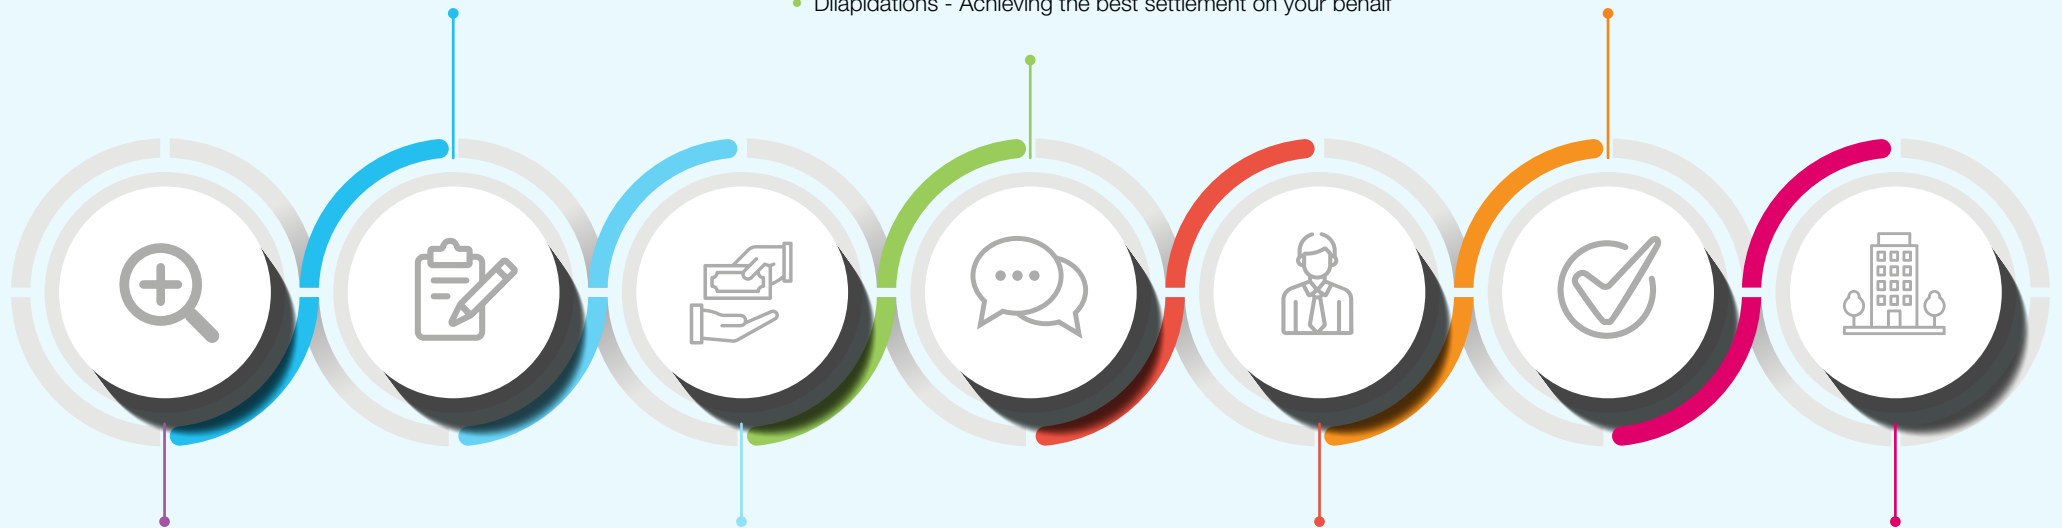 • Dilapidations - Achieving the best settlement on your behalf